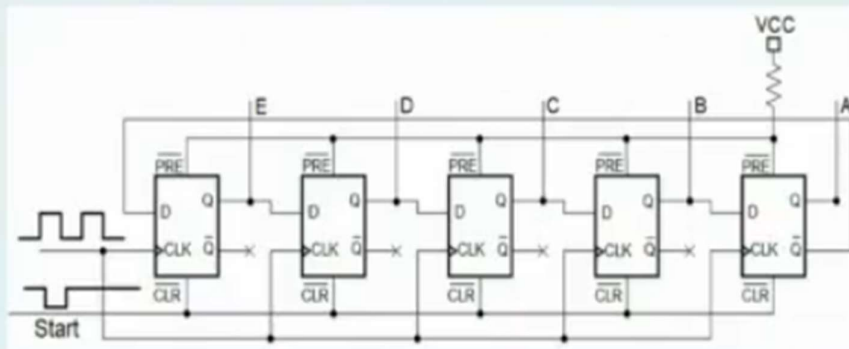 VCC
E D C B A
PRE PRE PRE PRE PRE
D Q D Q D Q D Q D Q
CLK Q̅ CLK Q̅ CLK Q̅ CLK Q̅ CLK Q̅
CLR CLR CLR CLR CLR
Start